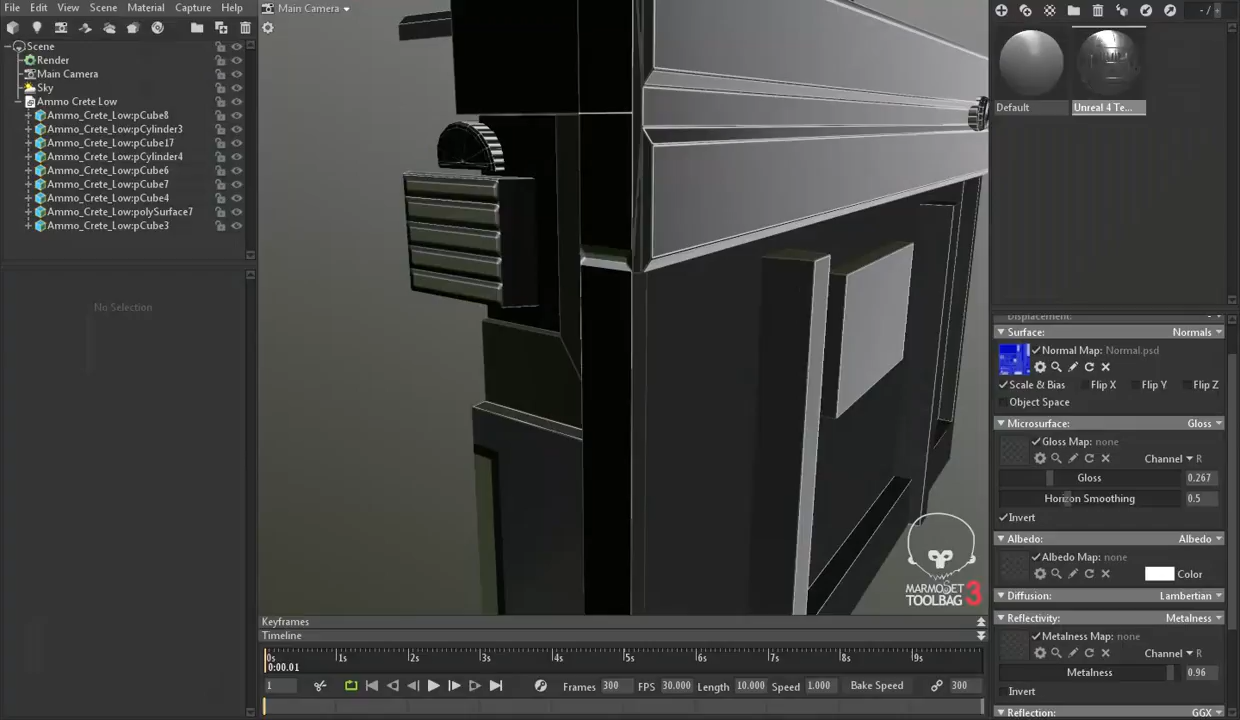 File Edit View Scene Material Capture Help
Main Camera
- /
Scene
Render
Main Camera
Sky
Ammo Crete Low
Ammo_Crete_Low:pCube8
Ammo_Crete_Low:pCylinder3
Ammo_Crete_Low:pCube17
Ammo_Crete_Low:pCylinder4
Ammo_Crete_Low:pCube6
Ammo_Crete_Low:pCube7
Ammo_Crete_Low:pCube4
Ammo_Crete_Low:polySurface7
Ammo_Crete_Low:pCube3
No Selection
Default
Unreal 4 Te...
Displacement:
Surface: Normals
Normal Map: Normal.psd
Scale & Bias Flip X Flip Y Flip Z
Object Space
Microsurface: Gloss
Gloss Map: none
Channel R
Gloss 0.267
Horizon Smoothing 0.5
Invert
Albedo: Albedo
Albedo Map: none
Color
Diffusion: Lambertian
Reflectivity: Metalness
Metalness Map: none
Channel R
Metalness 0.96
Invert
Reflection: GGX
MARMOSET
TOOLBAG 3
Keyframes
Timeline
0s 1s 2s 3s 4s 5s 6s 7s 8s 9s
0:00.01
1 Frames 300 FPS 30.000 Length 10.000 Speed 1.000 Bake Speed 300